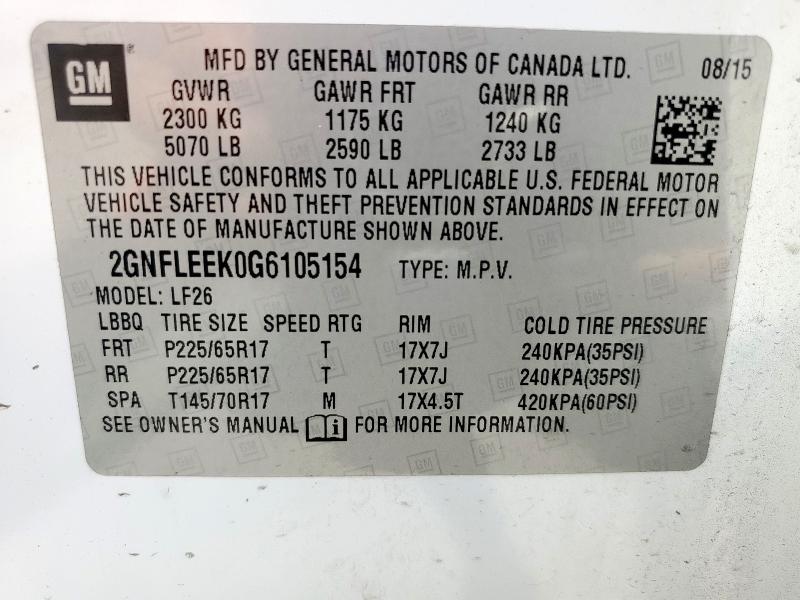 GM
MFD BY GENERAL MOTORS OF CANADA LTD. 08/15
GVWR GAWR FRT GAWR RR
2300 KG 1175 KG 1240 KG
5070 LB 2590 LB 2733 LB
THIS VEHICLE CONFORMS TO ALL APPLICABLE U.S. FEDERAL MOTOR
VEHICLE SAFETY AND THEFT PREVENTION STANDARDS IN EFFECT ON
THE DATE OF MANUFACTURE SHOWN ABOVE.
2GNFLEEK0G6105154 TYPE: M.P.V.
MODEL: LF26
LBBQ TIRE SIZE SPEED RTG RIM COLD TIRE PRESSURE
FRT P225/65R17 T 17X7J 240KPA(35PSI)
RR P225/65R17 T 17X7J 240KPA(35PSI)
SPA T145/70R17 M 17X4.5T 420KPA(60PSI)
SEE OWNER'S MANUAL FOR MORE INFORMATION.